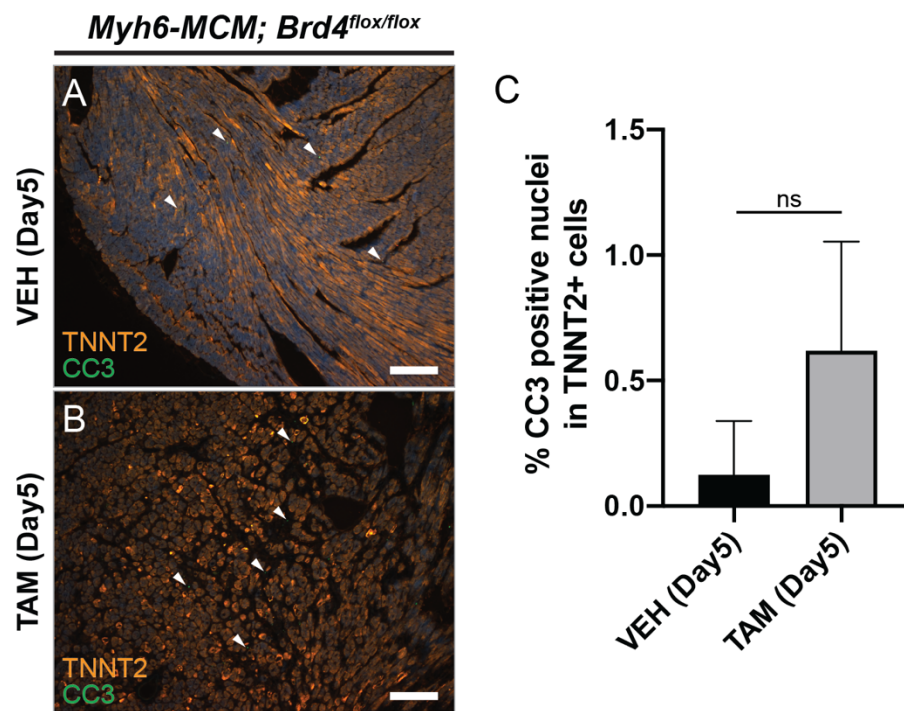 Myh6-MCM; Brd4flox/flox
A
VEH (Day5)
TNNT2
CC3
B
TAM (Day5)
TNNT2
CC3
C
% CC3 positive nuclei
in TNNT2+ cells
1.5
1.0
0.5
0.0
ns
VEH (Day5)
TAM (Day5)